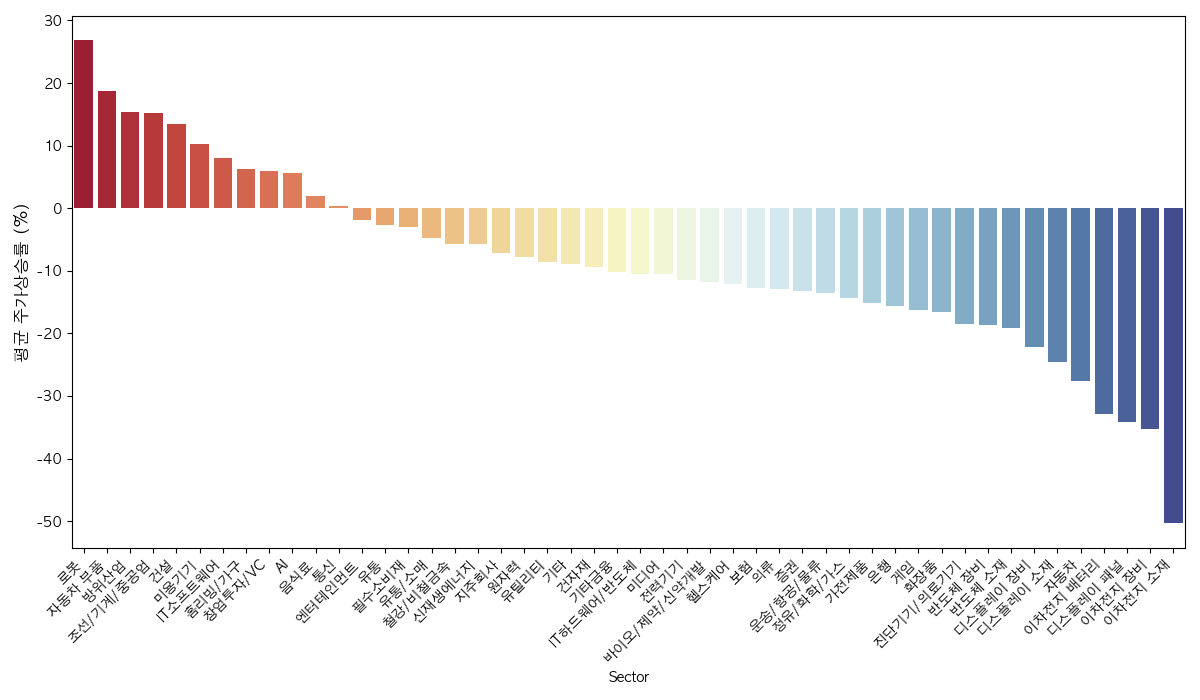 30
20
10
0
-10
-20
-30
-40
-50
평균 주가상승률 (%)
로봇
자동차 부품
방위산업
조선/기계/중공업
건설
미용기기
IT소프트웨어
홈리빙/가구
창업투자/VC
AI
음식료
통신
엔터테인먼트
유통
필수소비재
유통/소매
철강/비철금속
신재생에너지
지주회사
원자력
유틸리티
기타
건자재
기타금융
IT하드웨어/반도체
미디어
전력기기
바이오/제약/신약개발
헬스케어
보험
의류
증권
운송/항공/물류
정유/화학/가스
가전제품
은행
게임
화장품
진단기기/의료기기
반도체 장비
반도체 소재
디스플레이 장비
디스플레이 소재
자동차
이차전지 배터리
디스플레이 패널
이차전지 장비
이차전지 소재
Sector